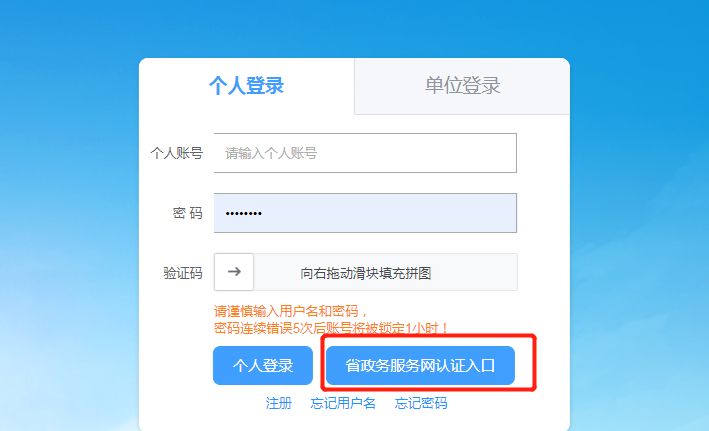 个人登录 单位登录
个人账号 请输入个人账号
密 码 ••••••••
验证码 → 向右拖动滑块填充拼图
请谨慎输入用户名和密码，
密码连续错误5次后账号将被锁定1小时！
个人登录 省政务服务网认证入口
注册 忘记用户名 忘记密码